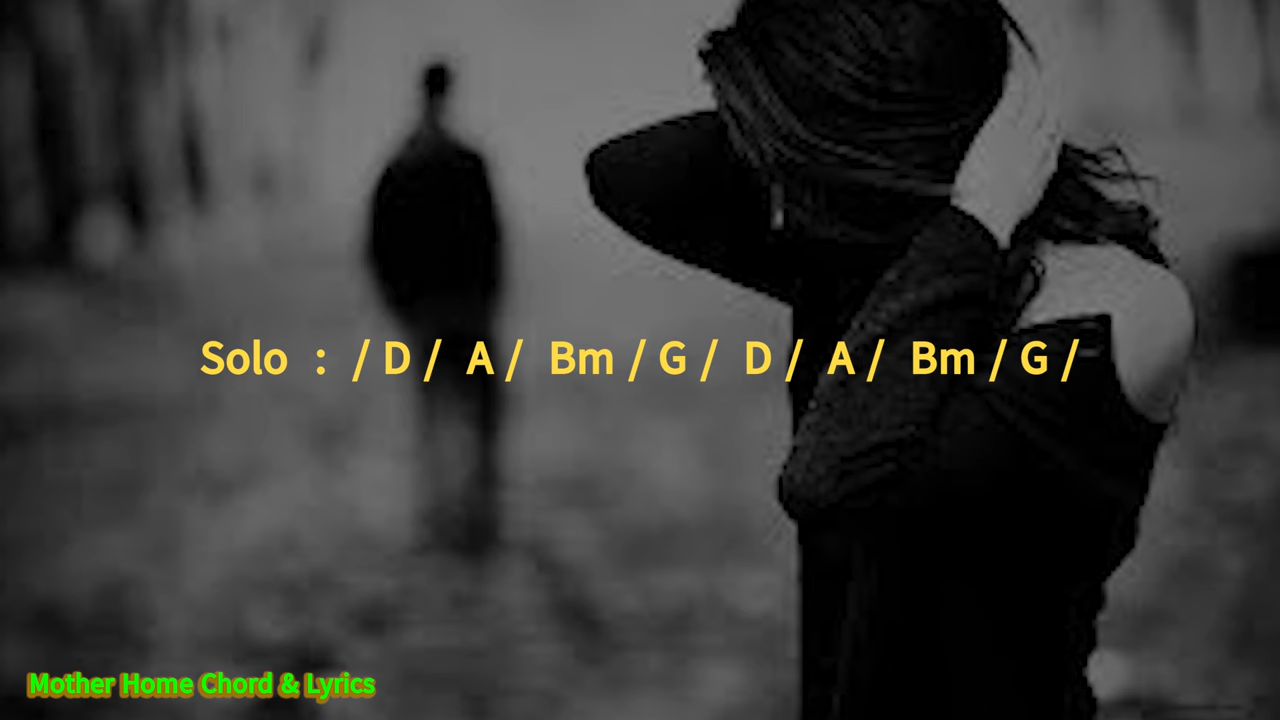 Solo : / D / A / Bm / G / D / A / Bm / G /
Mother Home Chord & Lyrics